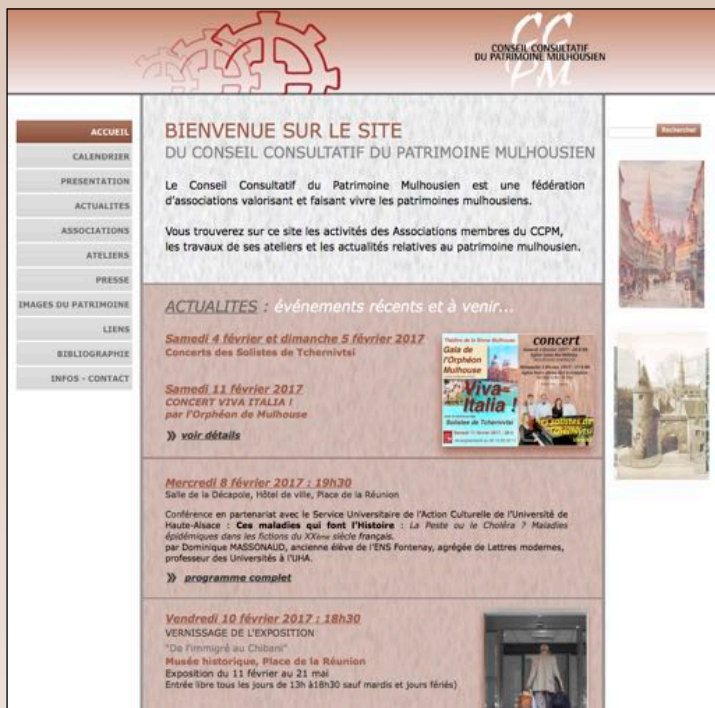 CCPM
CONSEIL CONSULTATIF
DU PATRIMOINE MULHOUSIEN
ACCUEIL
CALENDRIER
PRESENTATION
ACTUALITES
ASSOCIATIONS
ATELIERS
PRESSE
IMAGES DU PATRIMOINE
LIENS
BIBLIOGRAPHIE
INFOS - CONTACT
Rechercher
BIENVENUE SUR LE SITE
DU CONSEIL CONSULTATIF DU PATRIMOINE MULHOUSIEN
Le Conseil Consultatif du Patrimoine Mulhousien est une fédération
d'associations valorisant et faisant vivre les patrimoines mulhousiens.
Vous trouverez sur ce site les activités des Associations membres du CCPM,
les travaux de ses ateliers et les actualités relatives au patrimoine mulhousien.
ACTUALITES : événements récents et à venir...
Samedi 4 février et dimanche 5 février 2017
Concerts des Solistes de Tchernivtsi
Samedi 11 février 2017
CONCERT VIVA ITALIA !
par l'Orphéon de Mulhouse
» voir détails
Théâtre de la Sinne Mulhouse
Gala de
l'Orphéon
Mulhouse
Viva
Italia !
Solistes de Tchernivtsi
concert
les solistes de
Tchernivtsi
Mercredi 8 février 2017 : 19h30
Salle de la Décapole, Hôtel de ville, Place de la Réunion
Conférence en partenariat avec le Service Universitaire de l'Action Culturelle de l'Université de
Haute-Alsace : Ces maladies qui font l'Histoire : La Peste ou le Choléra ? Maladies
épidémiques dans les fictions du XXème siècle français.
par Dominique MASSONAUD, ancienne élève de l'ENS Fontenay, agrégée de Lettres modernes,
professeur des Universités à l'UHA.
» programme complet
Vendredi 10 février 2017 : 18h30
VERNISSAGE DE L'EXPOSITION
"De l'immigré au Chibani"
Musée historique, Place de la Réunion
Exposition du 11 février au 21 mai
Entrée libre tous les jours de 13h à18h30 sauf mardis et jours fériés)